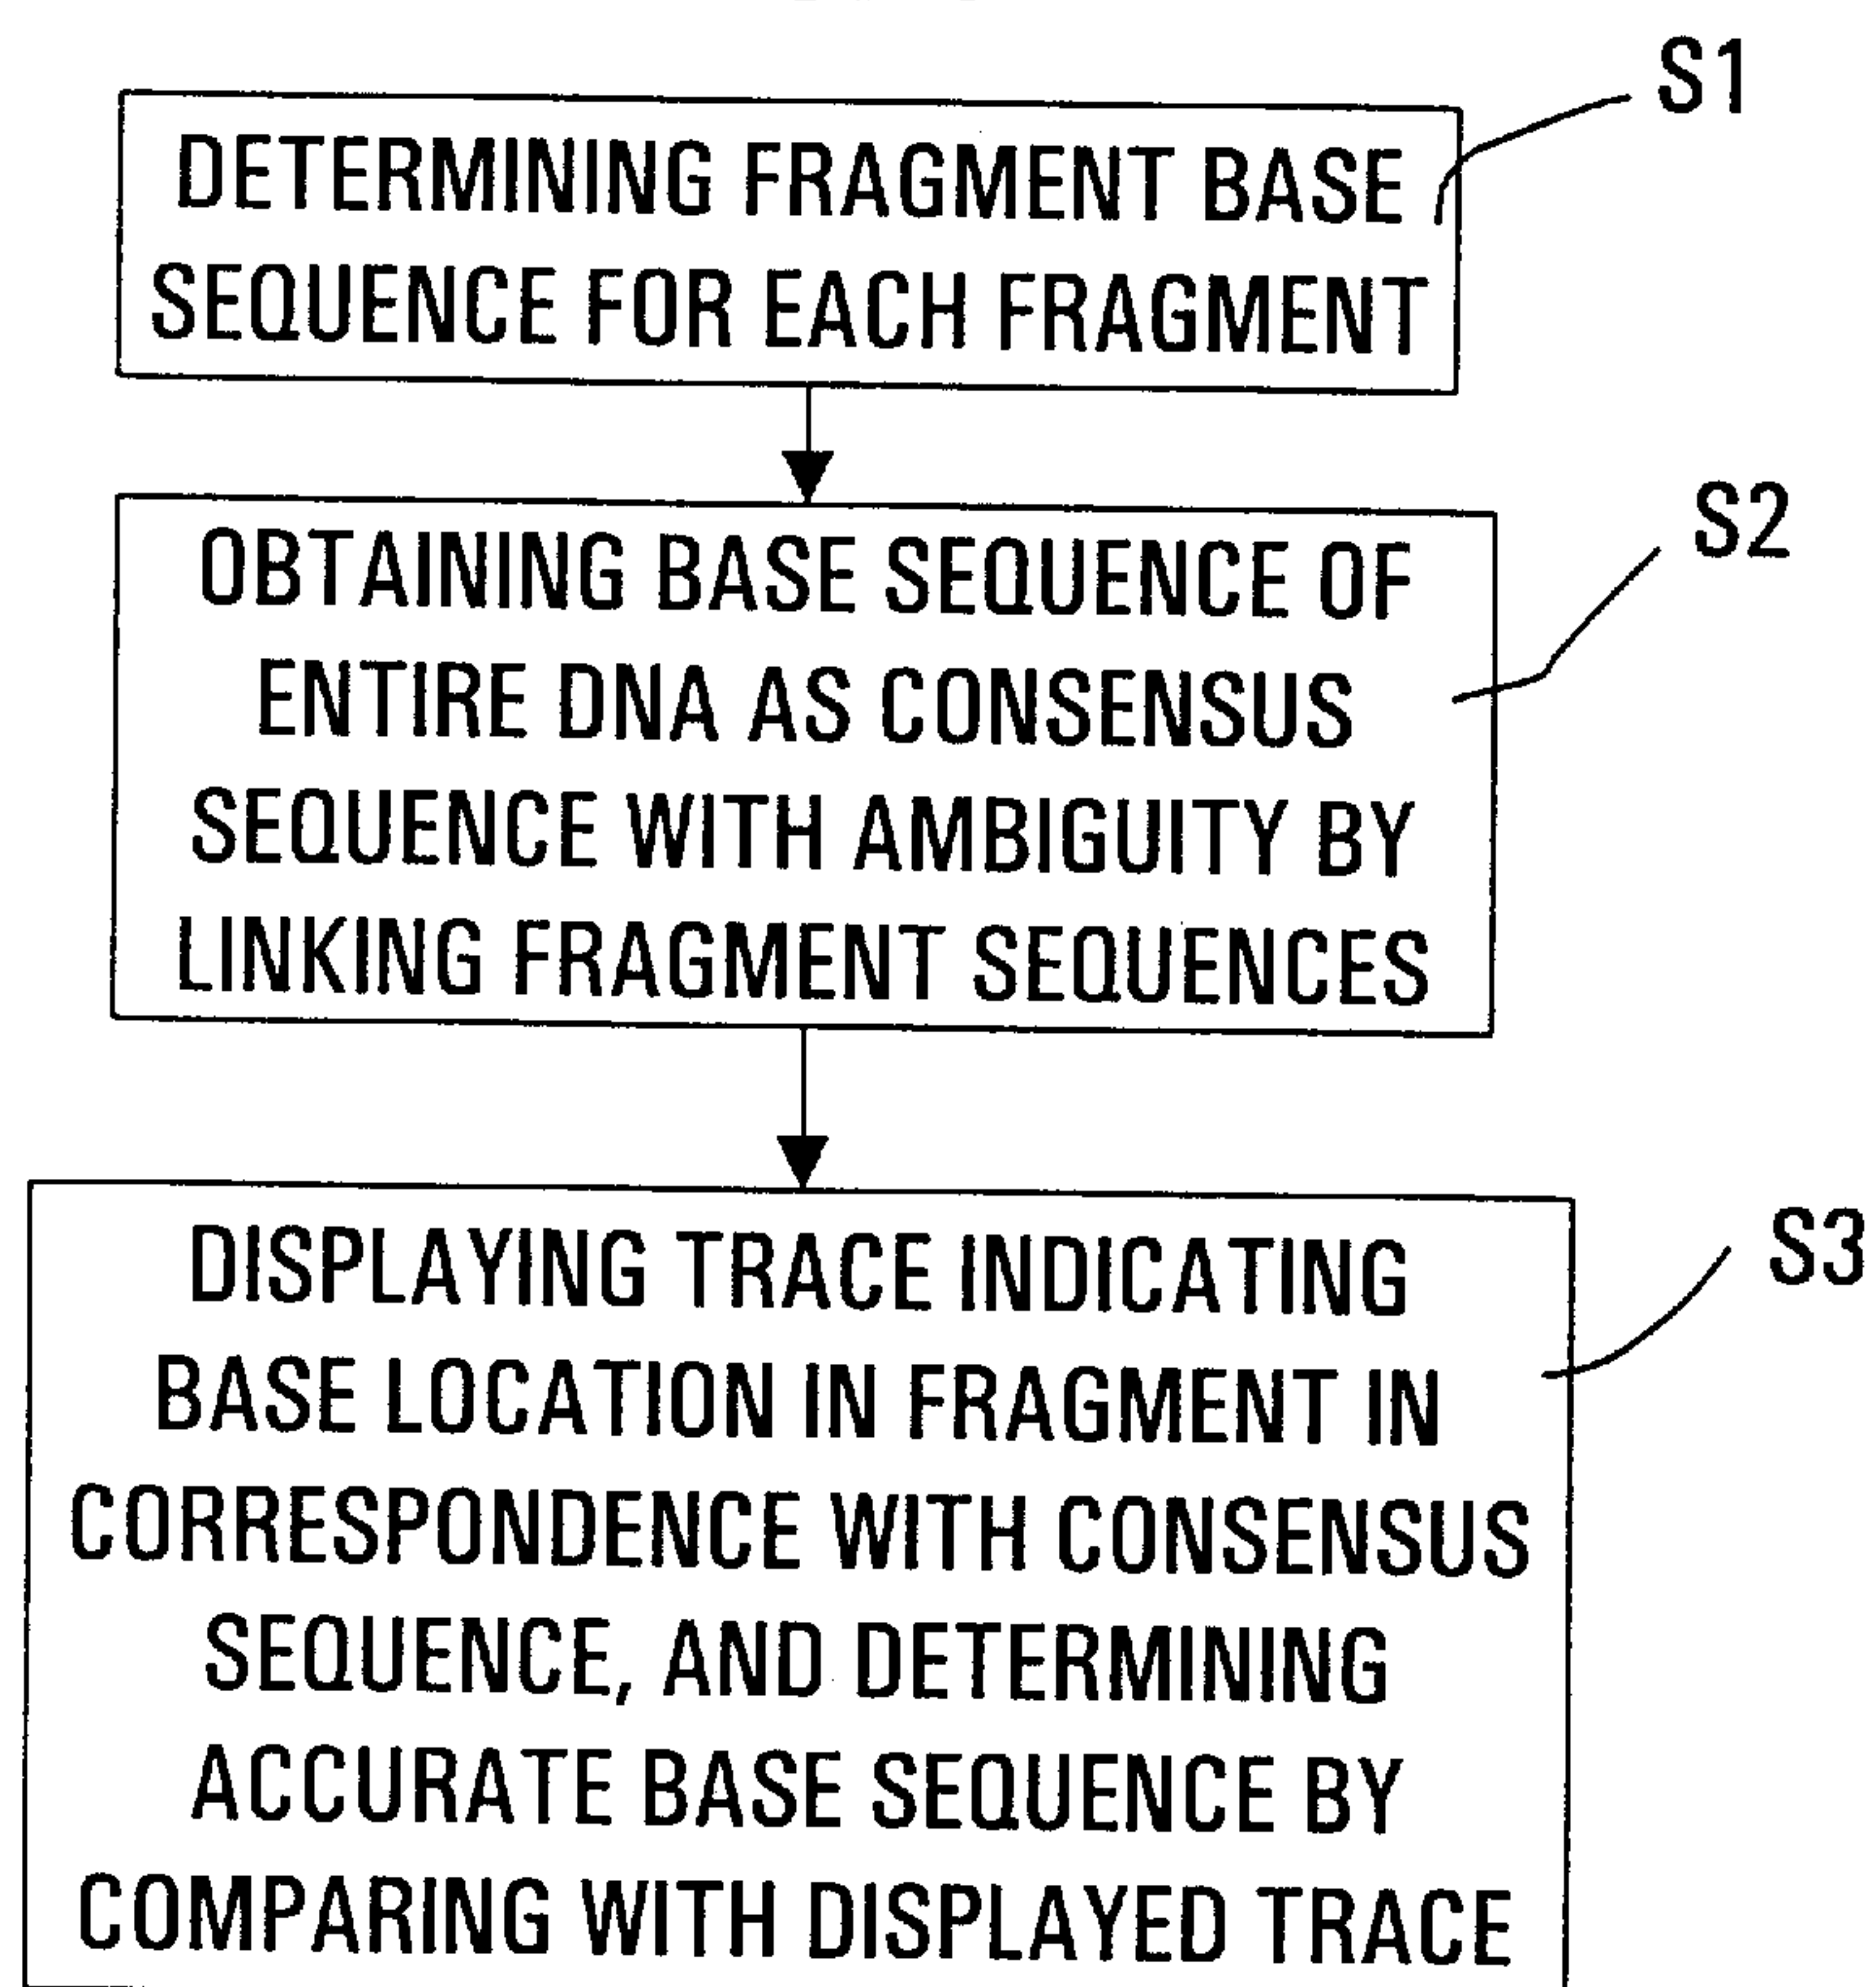 S1
DETERMINING FRAGMENT BASE
SEQUENCE FOR EACH FRAGMENT
S2
OBTAINING BASE SEQUENCE OF
ENTIRE DNA AS CONSENSUS
SEQUENCE WITH AMBIGUITY BY
LINKING FRAGMENT SEQUENCES
S3
DISPLAYING TRACE INDICATING
BASE LOCATION IN FRAGMENT IN
CORRESPONDENCE WITH CONSENSUS
SEQUENCE, AND DETERMINING
ACCURATE BASE SEQUENCE BY
COMPARING WITH DISPLAYED TRACE